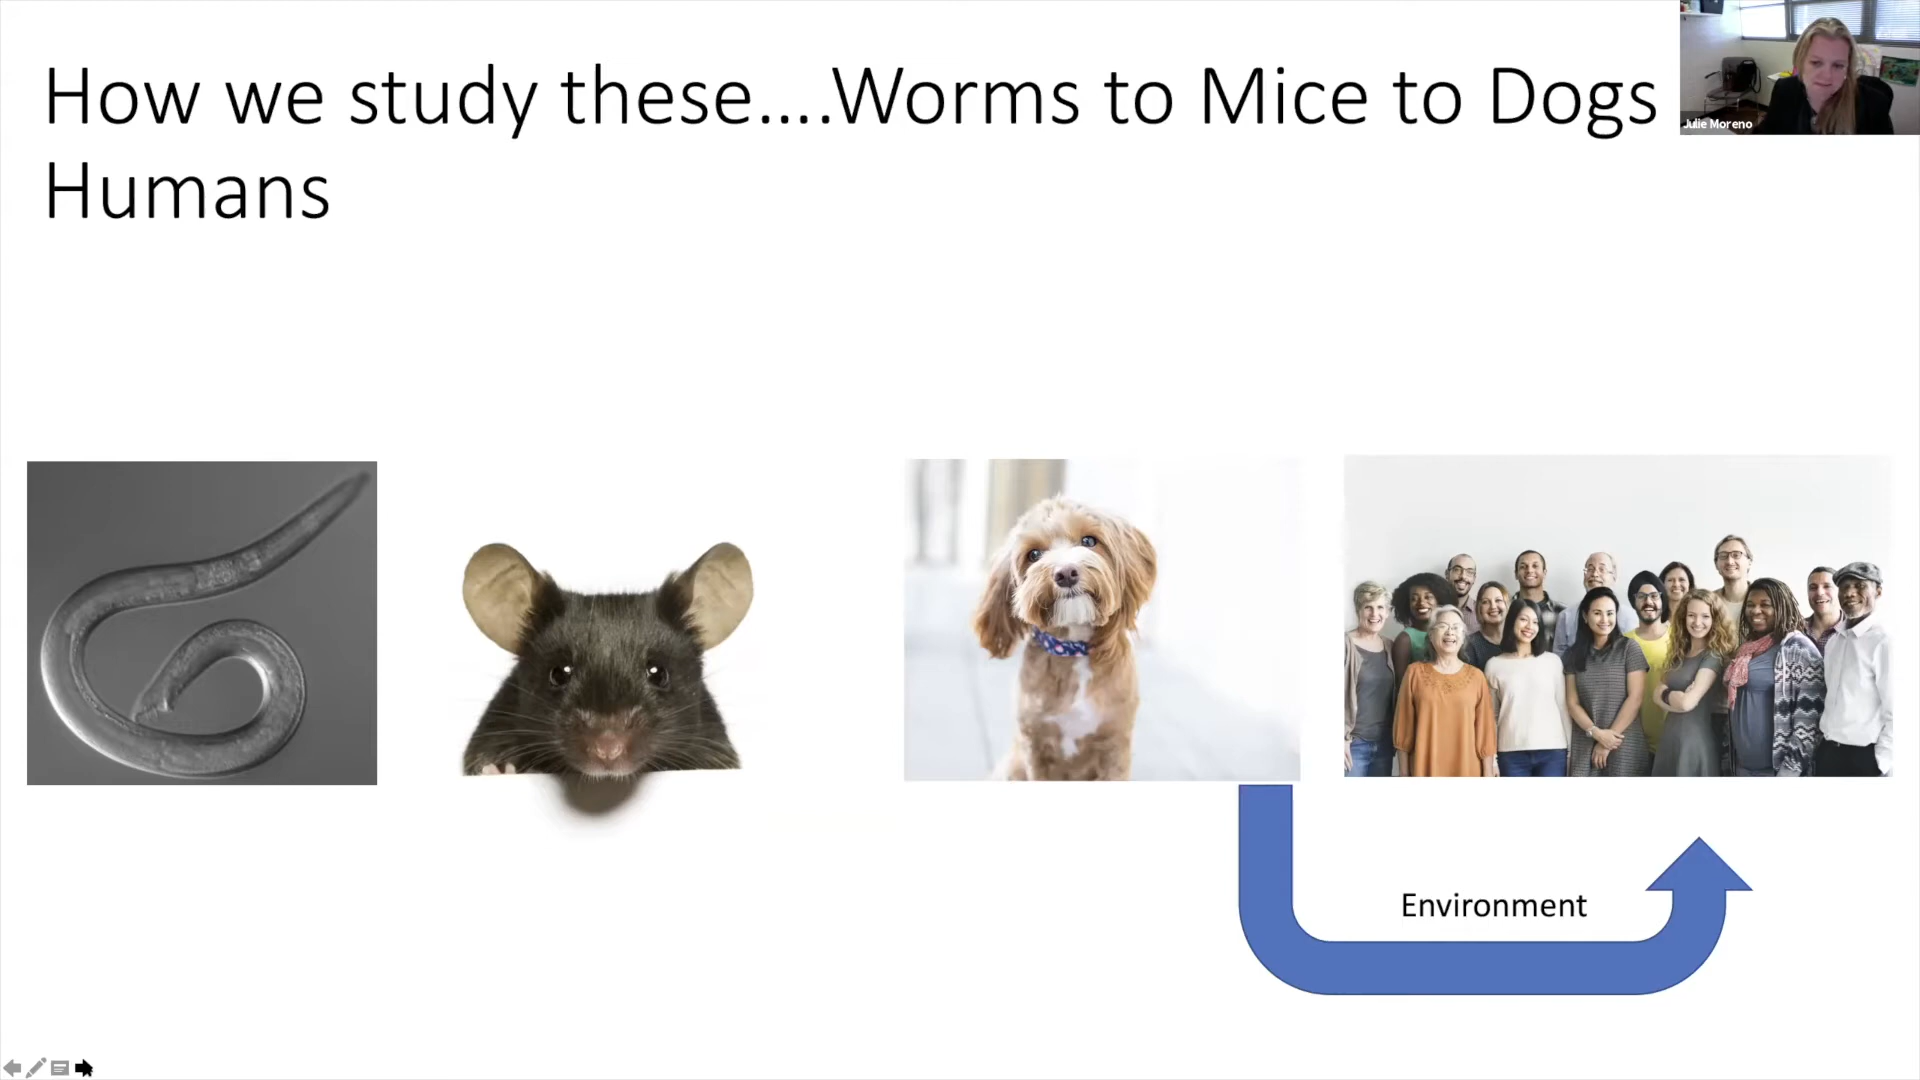 How we study these....Worms to Mice to Dogs
Humans
Julie Moreno
Environment